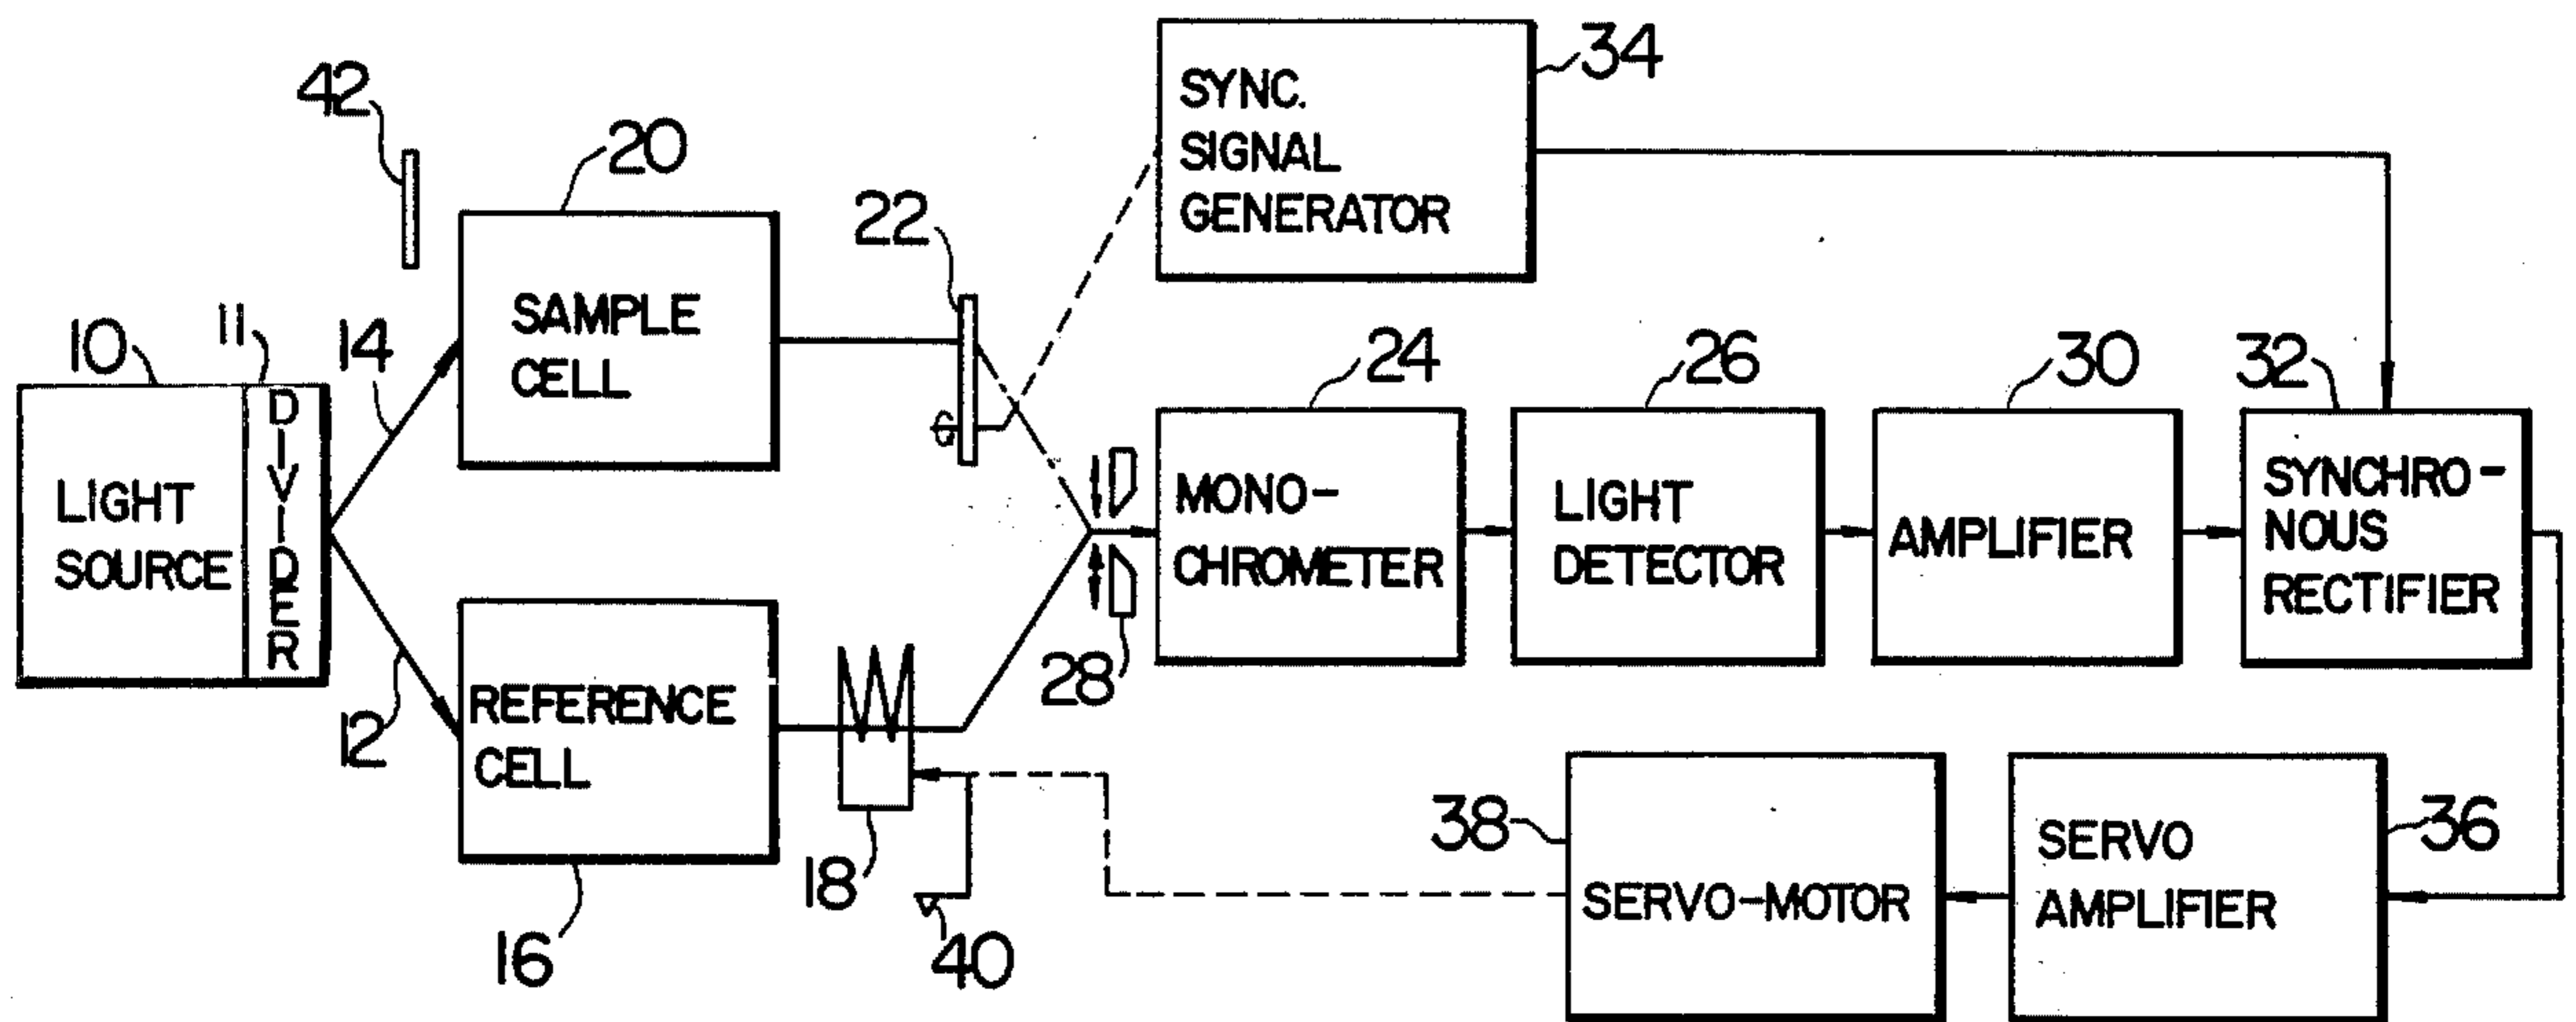 42
20
22
34
SYNC.
SIGNAL
GENERATOR
10
11
14
SAMPLE
CELL
24
26
30
32
LIGHT
SOURCE
DIVIDER
MONO-
CHROMETER
LIGHT
DETECTOR
AMPLIFIER
SYNCHRO-
NOUS
RECTIFIER
12
REFERENCE
CELL
28
16
18
40
38
SERVO-MOTOR
SERVO
AMPLIFIER
36